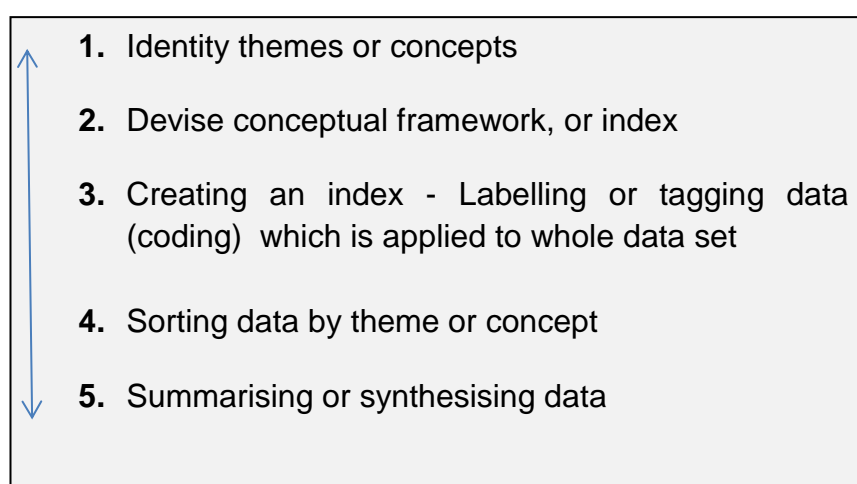 1. Identity themes or concepts
2. Devise conceptual framework, or index
3. Creating an index - Labelling or tagging data
(coding) which is applied to whole data set
4. Sorting data by theme or concept
5. Summarising or synthesising data